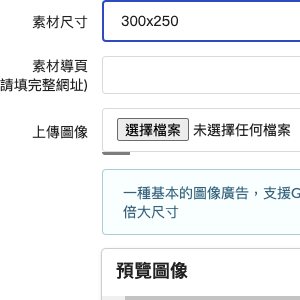 素材尺寸
300x250
素材導頁
請填完整網址)
上傳圖像
選擇檔案 未選擇任何檔案
一種基本的圖像廣告，支援G
倍大尺寸
預覽圖像